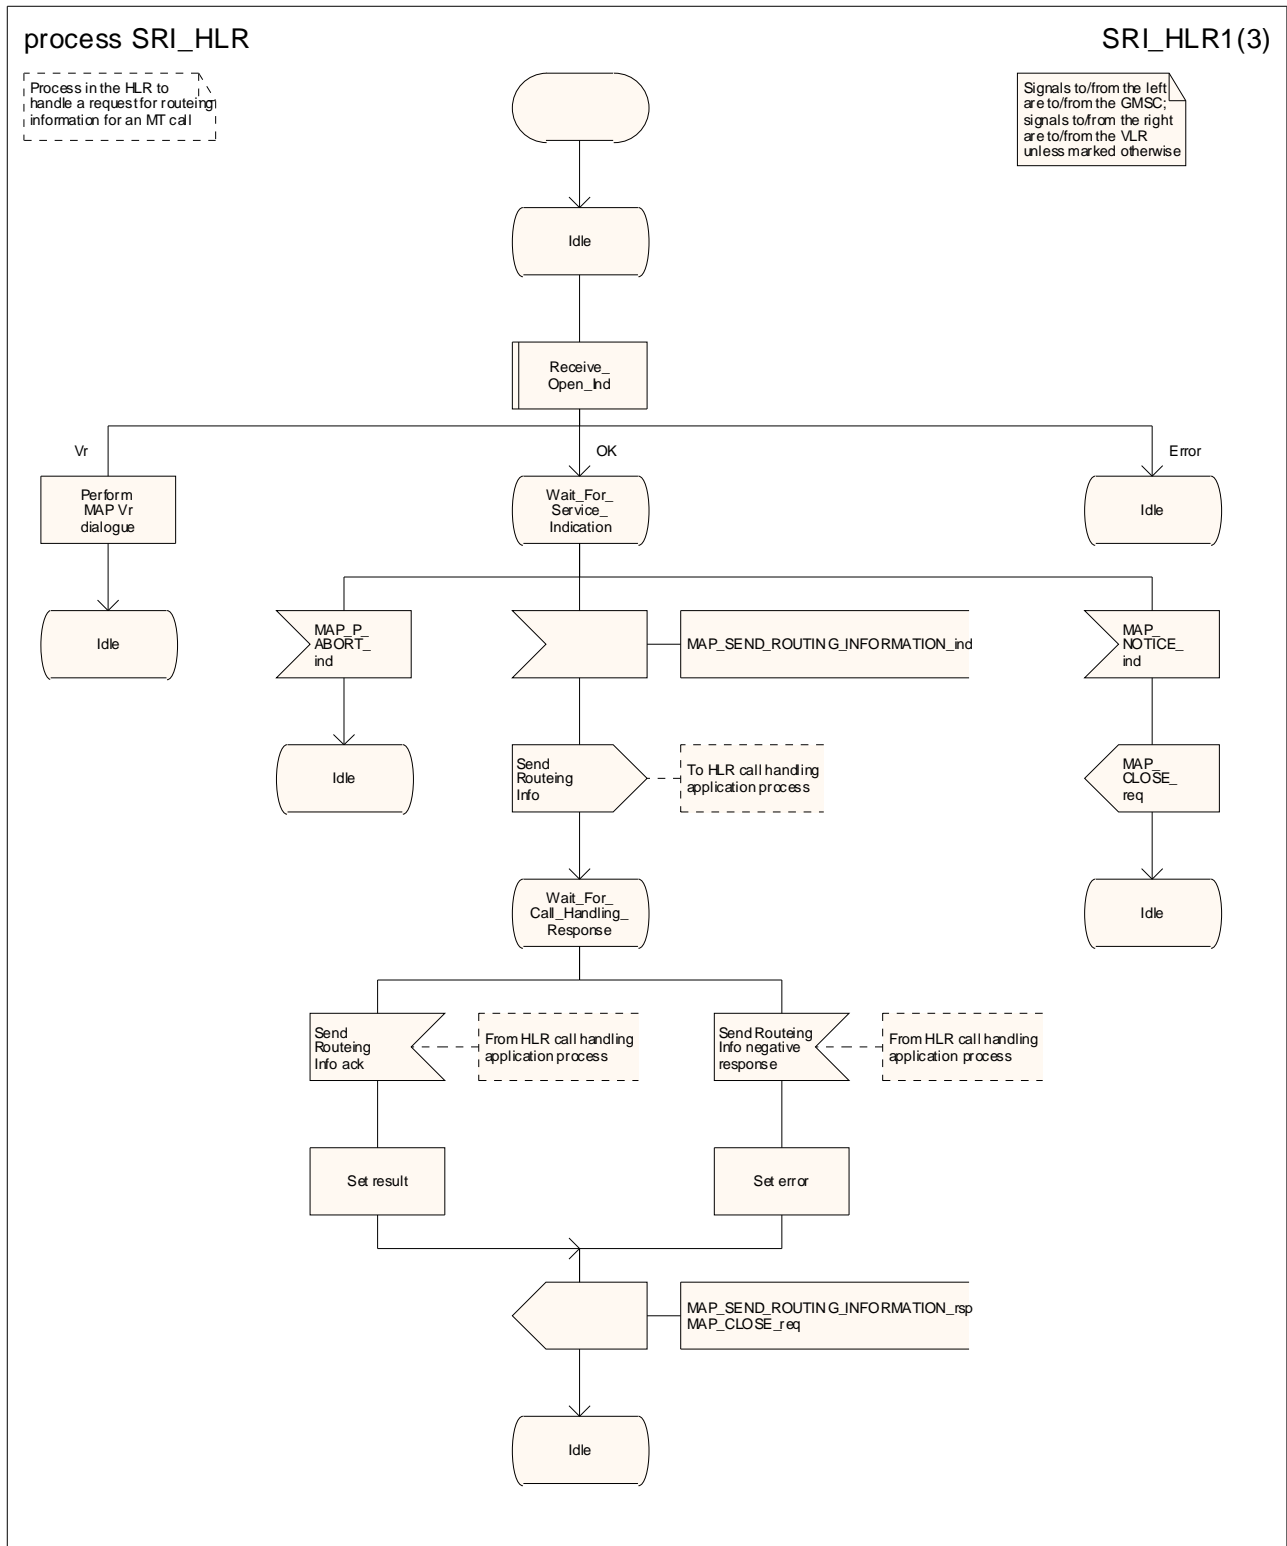 process SRI_HLR
SRI_HLR1(3)
Process in the HLR to
handle a request for routeing
information for an MT call
Signals to/from the left
are to/from the GMSC;
signals to/from the right
are to/from the VLR
unless marked otherwise
Idle
Receive_
Open_Ind
Vr
OK
Error
Perform
MAP Vr
dialogue
Wait_For_
Service_
Indication
Idle
Idle
MAP_P_
ABORT_
ind
MAP_SEND_ROUTING_INFORMATION_ind
MAP_
NOTICE_
ind
Idle
Send
Routeing
Info
To HLR call handling
application process
MAP_
CLOSE_
req
Wait_For_
Call_Handling_
Response
Idle
Send
Routeing
Info ack
From HLR call handling
application process
Send Routeing
Info negative
response
From HLR call handling
application process
Set result
Set error
MAP_SEND_ROUTING_INFORMATION_rsp
MAP_CLOSE_req
Idle